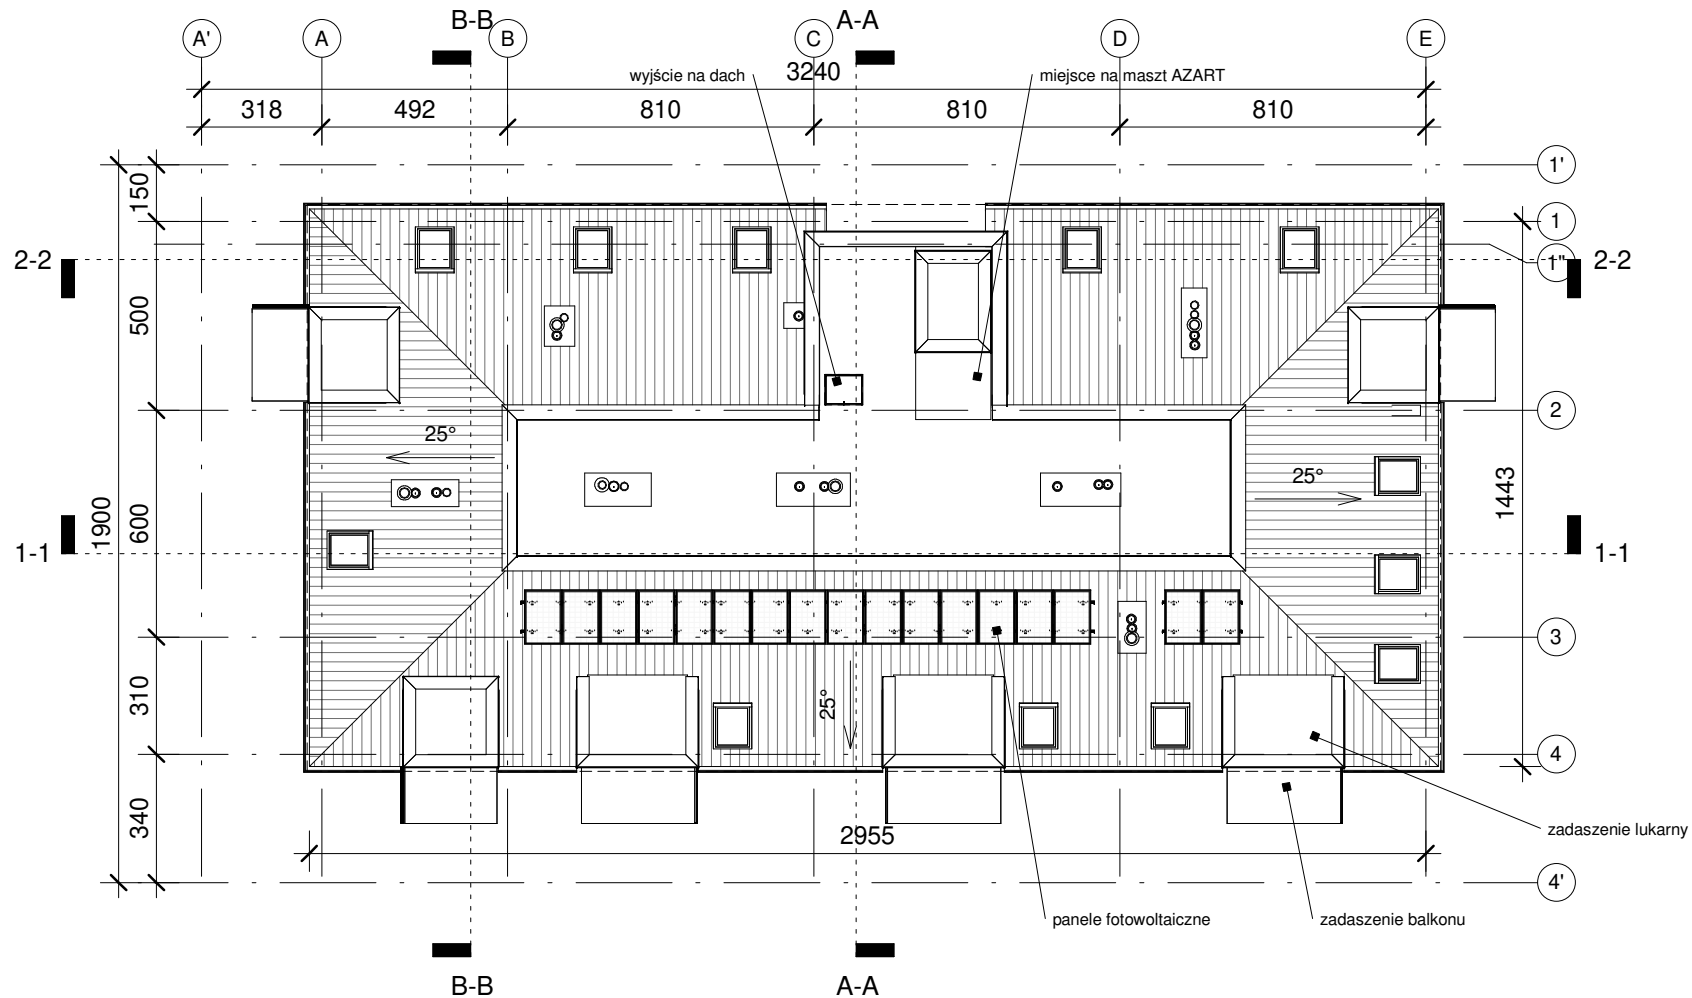 B-B
A-A
A'
A
B
C
D
E
wyjście na dach
3240
miejsce na maszt AZART
318
492
810
810
810
1'
150
1
2-2
1"
2-2
500
2
25°
25°
1443
1900
600
1-1
1-1
3
310
25°
4
340
2955
zadaszenie lukarny
4'
panele fotowoltaiczne
zadaszenie balkonu
B-B
A-A